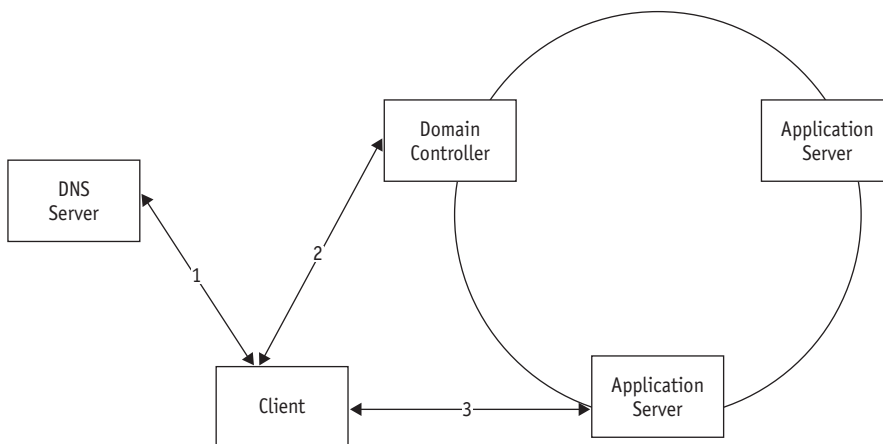 Domain
Controller
Application
Server
DNS
Server
2
1
Client
3
Application
Server